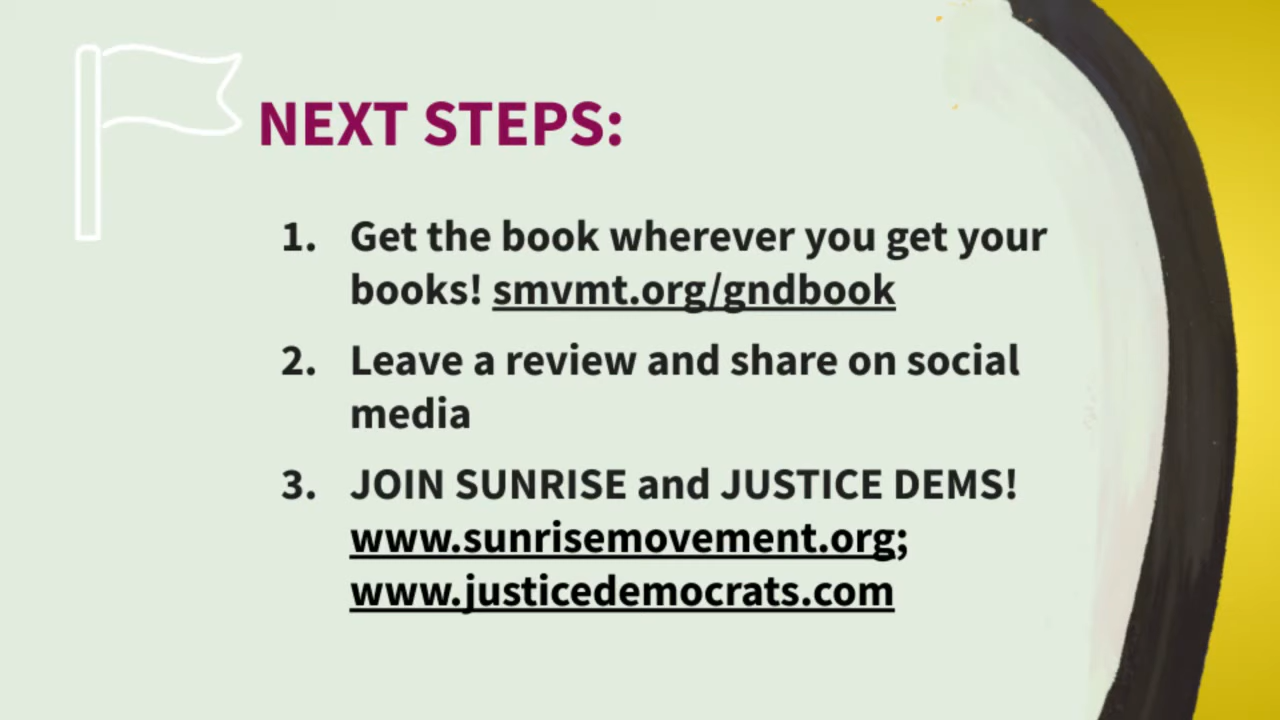 NEXT STEPS:
1. Get the book wherever you get your
books! smvmt.org/gndbook
2. Leave a review and share on social
media
3. JOIN SUNRISE and JUSTICE DEMS!
www.sunrisemovement.org;
www.justicedemocrats.com